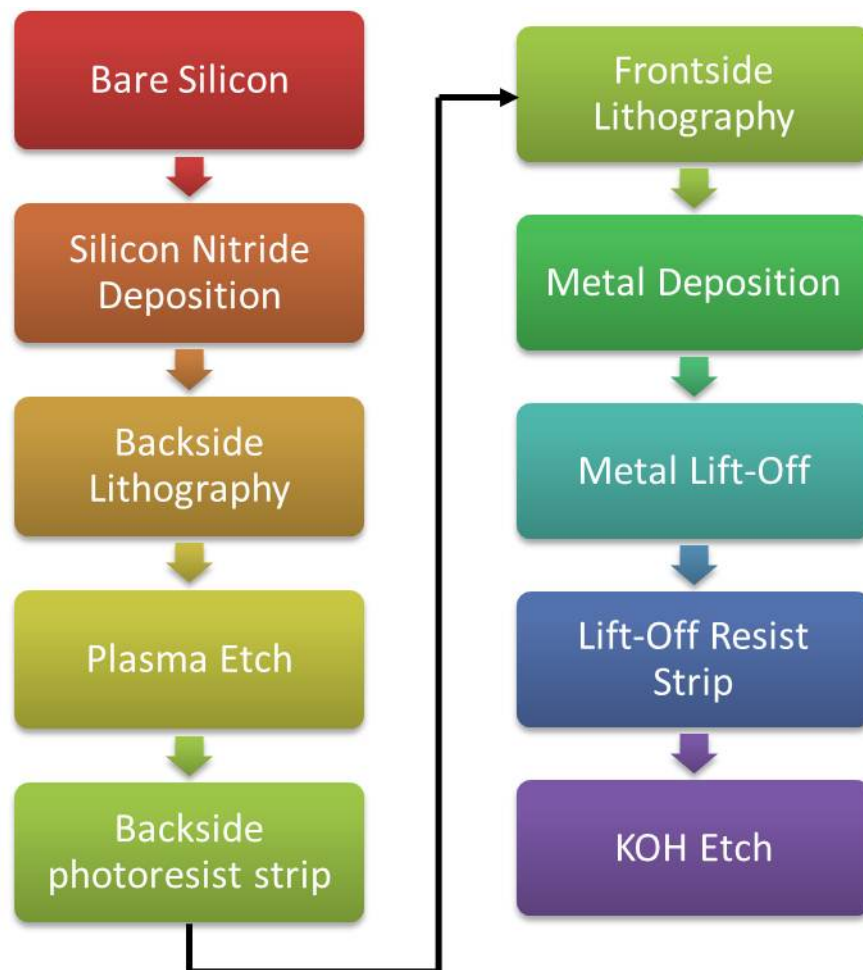 Bare Silicon
Silicon Nitride
Deposition
Backside
Lithography
Plasma Etch
Backside
photoresist strip
Frontside
Lithography
Metal Deposition
Metal Lift-Off
Lift-Off Resist
Strip
KOH Etch